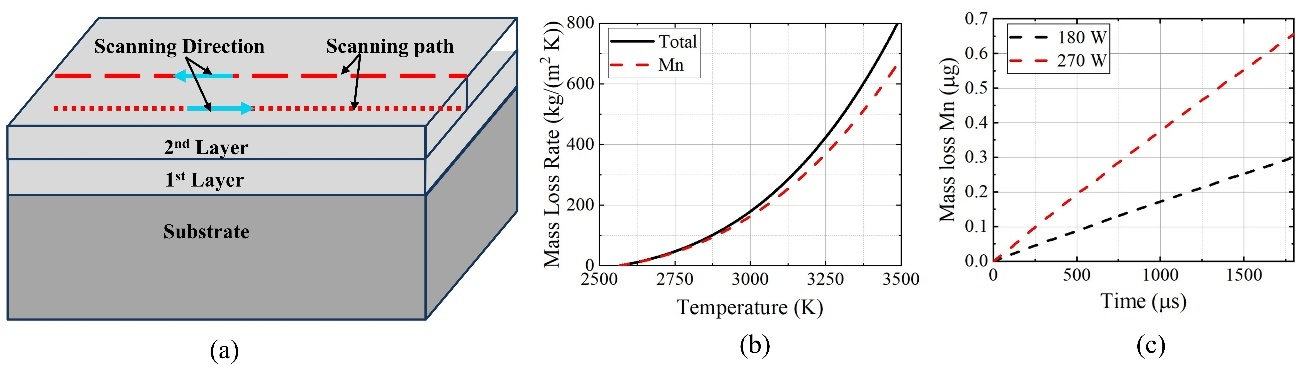 Scanning Direction
Scanning path
2nd Layer
1st Layer
Substrate
(a)
Mass Loss Rate (kg/(m2 K)
800
600
400
200
0
Total
Mn
2500
2750
3000
3250
3500
Temperature (K)
(b)
Mass loss Mn (μg)
0.7
0.6
0.5
0.4
0.3
0.2
0.1
0.0
180 W
270 W
0
500
1000
1500
Time (μs)
(c)